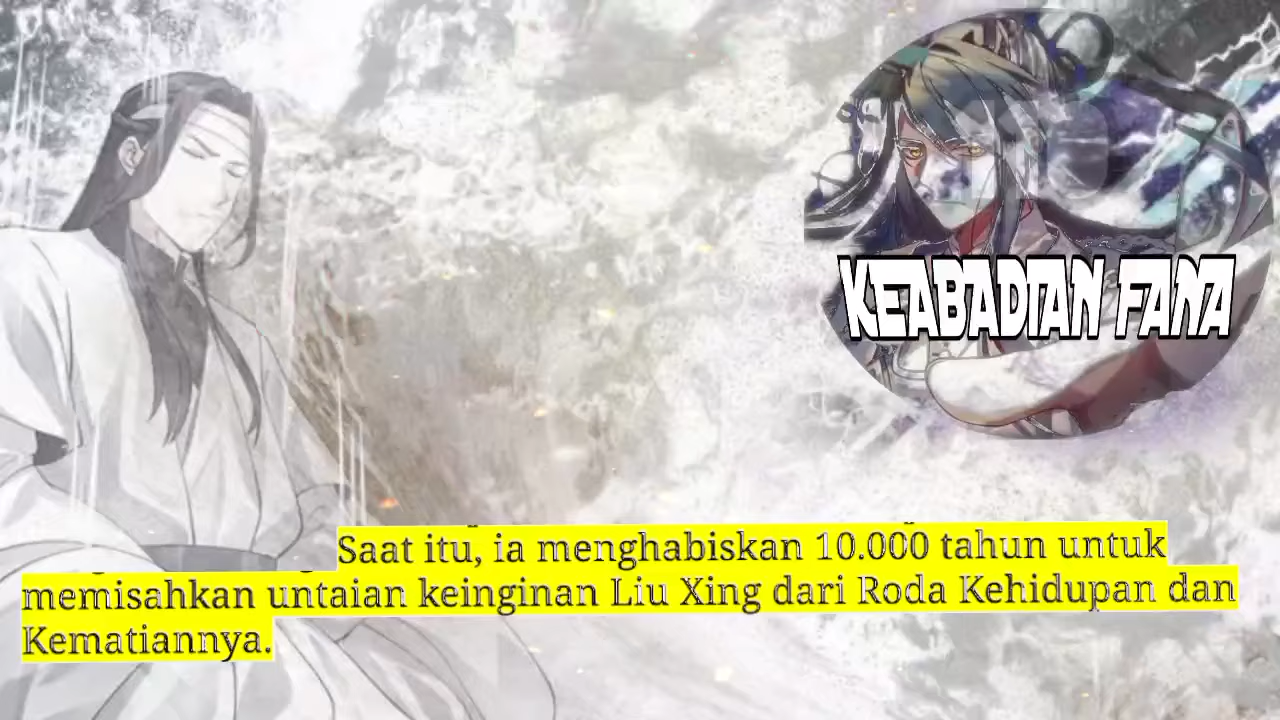 KEABADIAN FANA
Saat itu, ia menghabiskan 10.000 tahun untuk
memisahkan untaian keinginan Liu Xing dari Roda Kehidupan dan
Kematiannya.